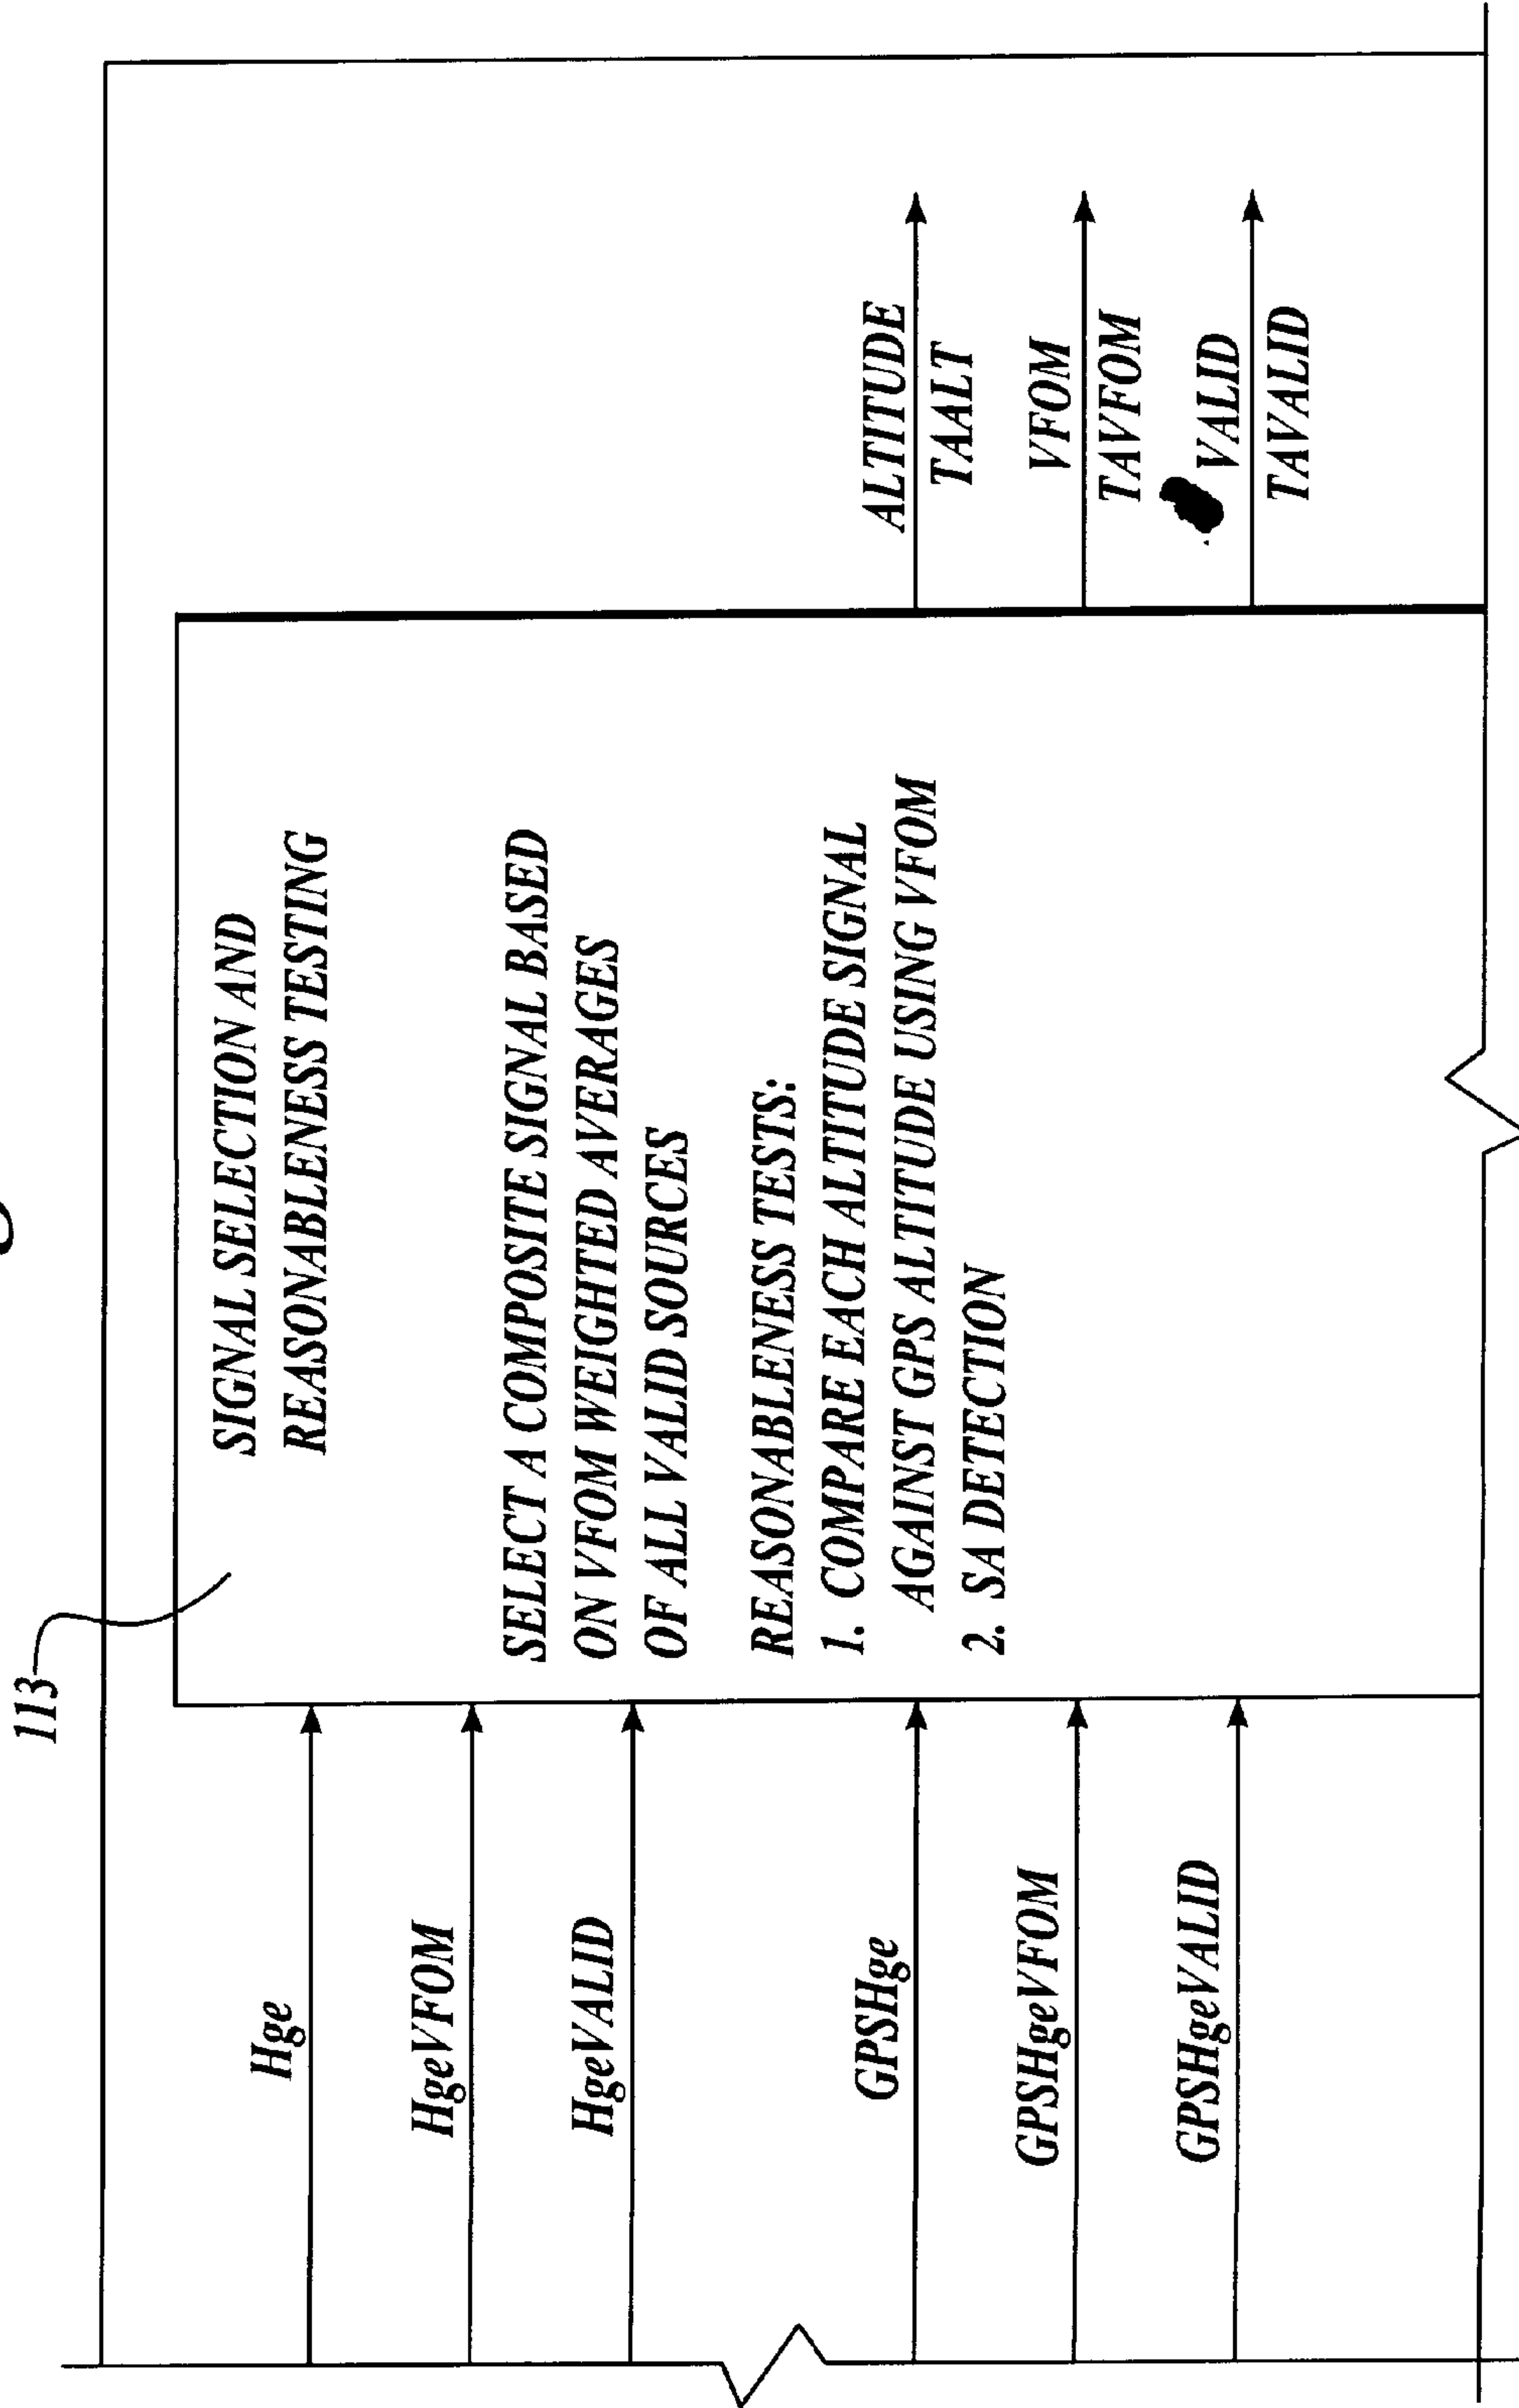 113
SIGNAL SELECTION AND
REASONABLENESS TESTING
SELECT A COMPOSITE SIGNAL BASED
ON VFOM WEIGHTED AVERAGES
OF ALL VALID SOURCES
REASONABLENESS TESTS:
1. COMPARE EACH ALTITUDE SIGNAL
AGAINST GPS ALTITUDE USING VFOM
2. SA DETECTION
Hge
HgeVFOM
HgeVALID
GPSHge
GPSHgeVFOM
GPSHgeVALID
ALTITUDE
TAALT
VFOM
TAVFOM
VALID
TAVALID